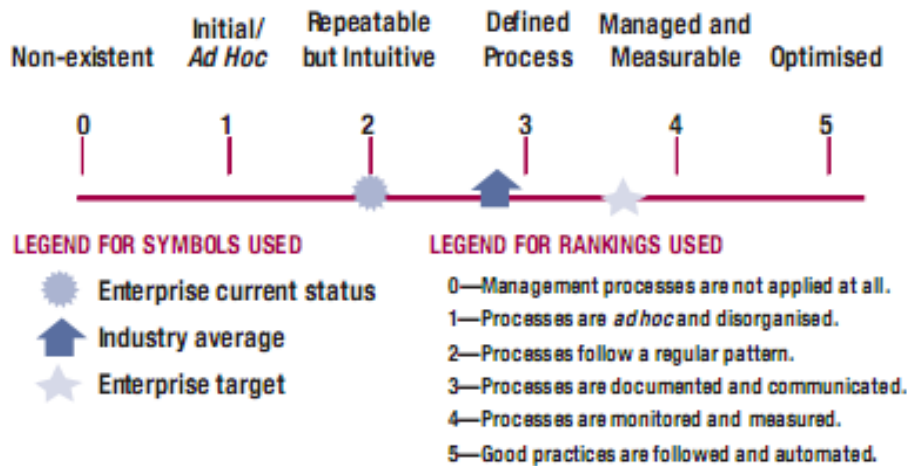 Non-existent
Initial/
Ad Hoc
Repeatable
but Intuitive
Defined
Process
Managed and
Measurable
Optimised
0 1 2 3 4 5
LEGEND FOR SYMBOLS USED
Enterprise current status
Industry average
Enterprise target
LEGEND FOR RANKINGS USED
0—Management processes are not applied at all.
1—Processes are ad hoc and disorganised.
2—Processes follow a regular pattern.
3—Processes are documented and communicated.
4—Processes are monitored and measured.
5—Good practices are followed and automated.